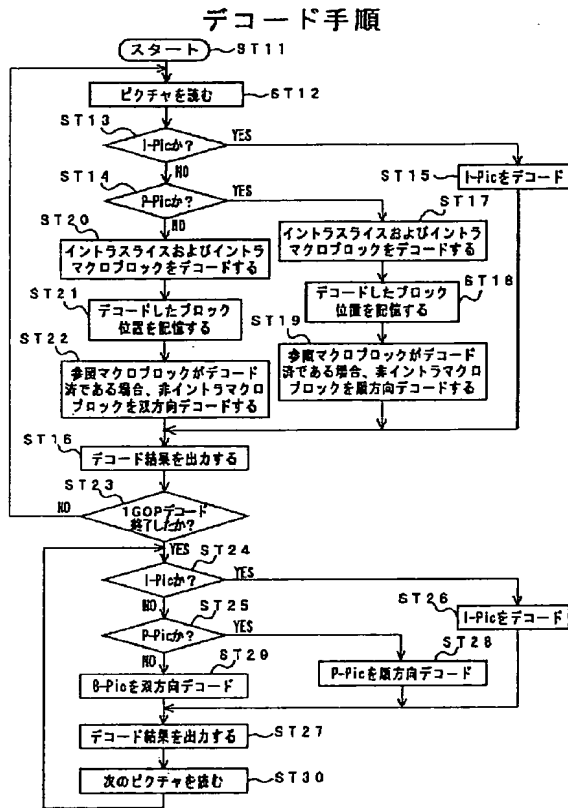 デコード手順
スタート
ST11
ピクチャを読む
ST12
ST13
I-Picか?
YES
NO
ST14
P-Picか?
YES
NO
ST15
I-Picをデコード
ST17
イントラスライスおよびイントラ
マクロブロックをデコードする
ST20
イントラスライスおよびイントラ
マクロブロックをデコードする
ST18
デコードしたブロック
位置を記憶する
ST21
デコードしたブロック
位置を記憶する
ST19
参照マクロブロックがデコード
済である場合、非イントラマクロ
ブロックを順方向デコードする
ST22
参照マクロブロックがデコード
済である場合、非イントラマクロ
ブロックを双方向デコードする
ST16
デコード結果を出力する
ST23
1GOPデコード
終了したか?
NO
YES
ST24
I-Picか?
YES
NO
ST25
P-Picか?
YES
NO
ST26
I-Picをデコード
ST28
P-Picを順方向デコード
ST29
B-Picを双方向デコード
ST27
デコード結果を出力する
ST30
次のピクチャを読む